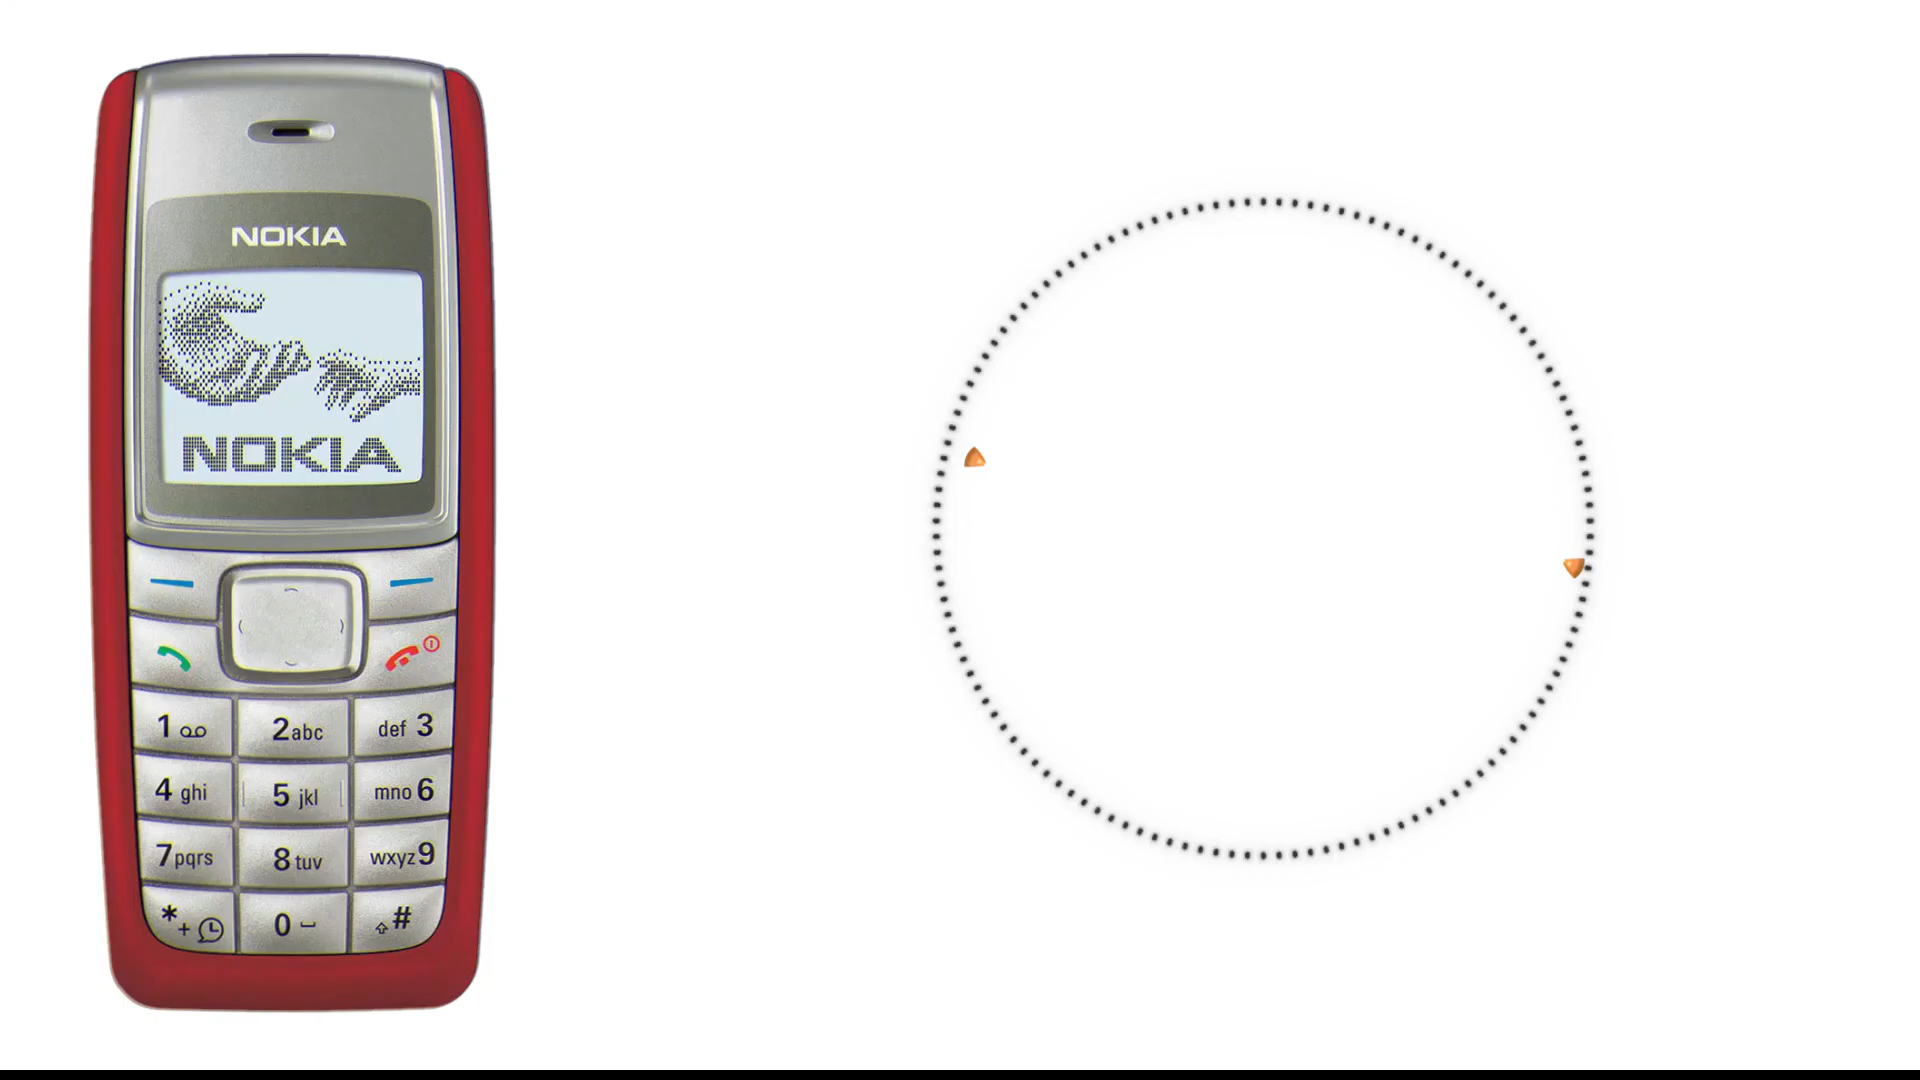 NOKIA
NOKIA
1
2abc
def 3
4 ghi
5 jkl
mno 6
7pqrs
8 tuv
wxyz9
*+
0
#